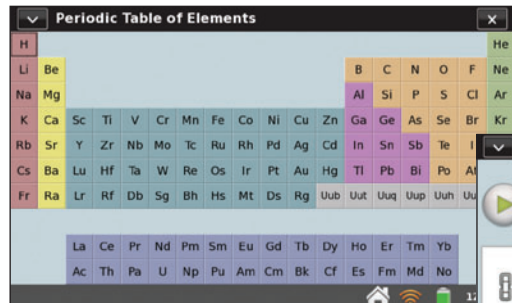 Periodic Table of Elements
H He
Li Be B C N O F Ne
Na Mg Al Si P S Cl Ar
K Ca Sc Ti V Cr Mn Fe Co Ni Cu Zn Ga Ge As Se Br Kr
Rb Sr Y Zr Nb Mo Tc Ru Rh Pd Ag Cd In Sn Sb Te
Cs Ba Lu Hf Ta W Re Os Ir Pt Au Hg Tl Pb Bi Po At
Fr Ra Lr Rf Db Sg Bh Hs Mt Ds Rg Uub Uut Uuq Uup Uuh
La Ce Pr Nd Pm Sm Eu Gd Tb Dy Ho Er Tm Yb
Ac Th Pa U Np Pu Am Cm Bk Cf Es Fm Md No